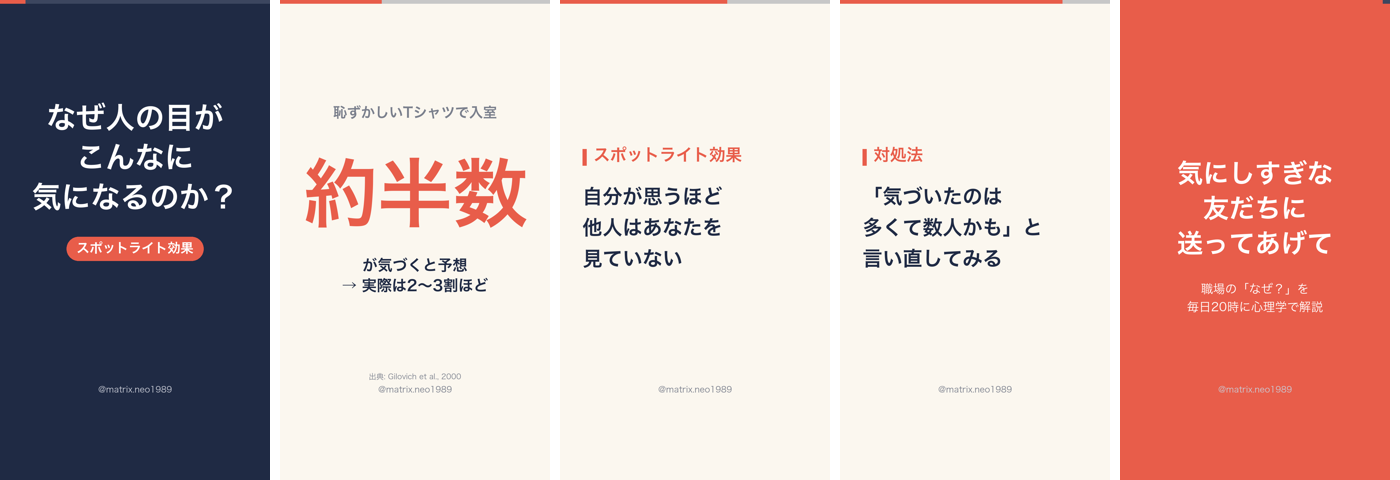 なぜ人の目が
こんなに
気になるのか？
スポットライト効果
@matrix.neo1989
恥ずかしいTシャツで入室
約半数
が気づくと予想
→ 実際は2〜3割ほど
出典: Gilovich et al., 2000
@matrix.neo1989
スポットライト効果
自分が思うほど
他人はあなたを
見ていない
@matrix.neo1989
対処法
「気づいたのは
多くて数人かも」と
言い直してみる
@matrix.neo1989
気にしすぎな
友だちに
送ってあげて
職場の「なぜ？」を
毎日20時に心理学で解説
@matrix.neo1989